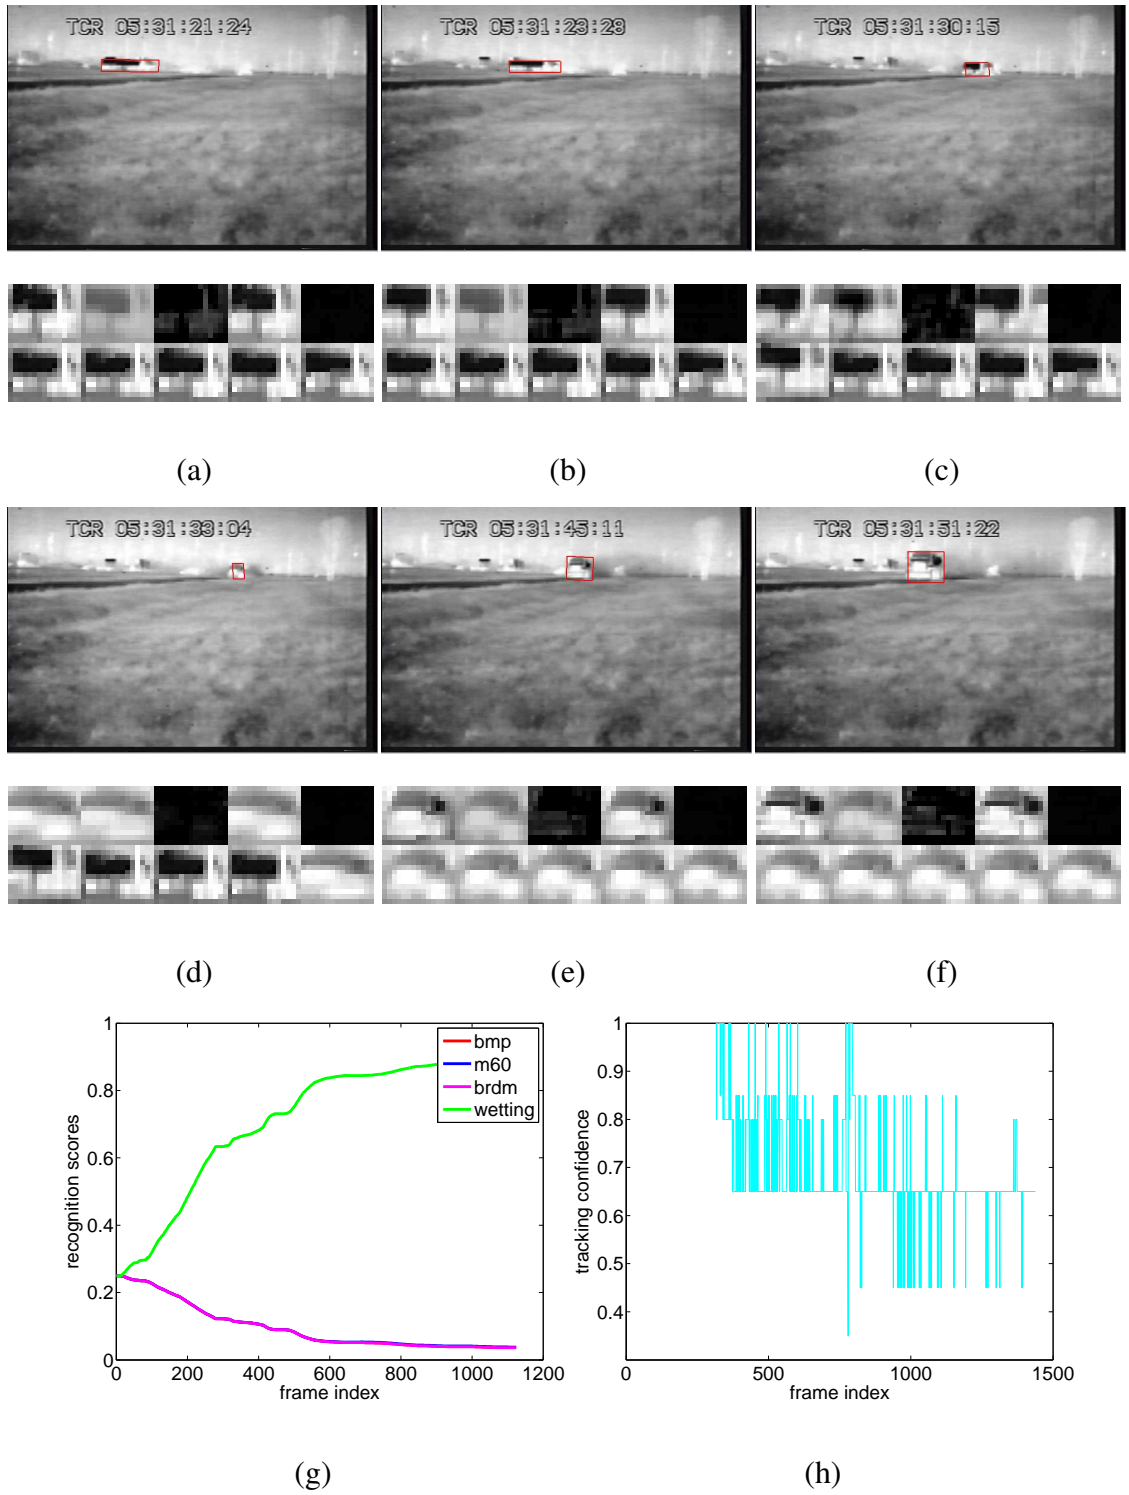 TCR 05:31:21:24
TCR 05:31:23:28
TCR 05:31:30:15
(a)
(b)
(c)
TCR 05:31:33:04
TCR 05:31:45:11
TCR 05:31:51:22
(d)
(e)
(f)
1
0.8
0.6
0.4
0.2
0
0
200
400
600
800
1000
1200
recognition scores
frame index
bmp
m60
brdm
wetting
1
0.9
0.8
0.7
0.6
0.5
0.4
0
500
1000
1500
tracking confidence
frame index
(g)
(h)